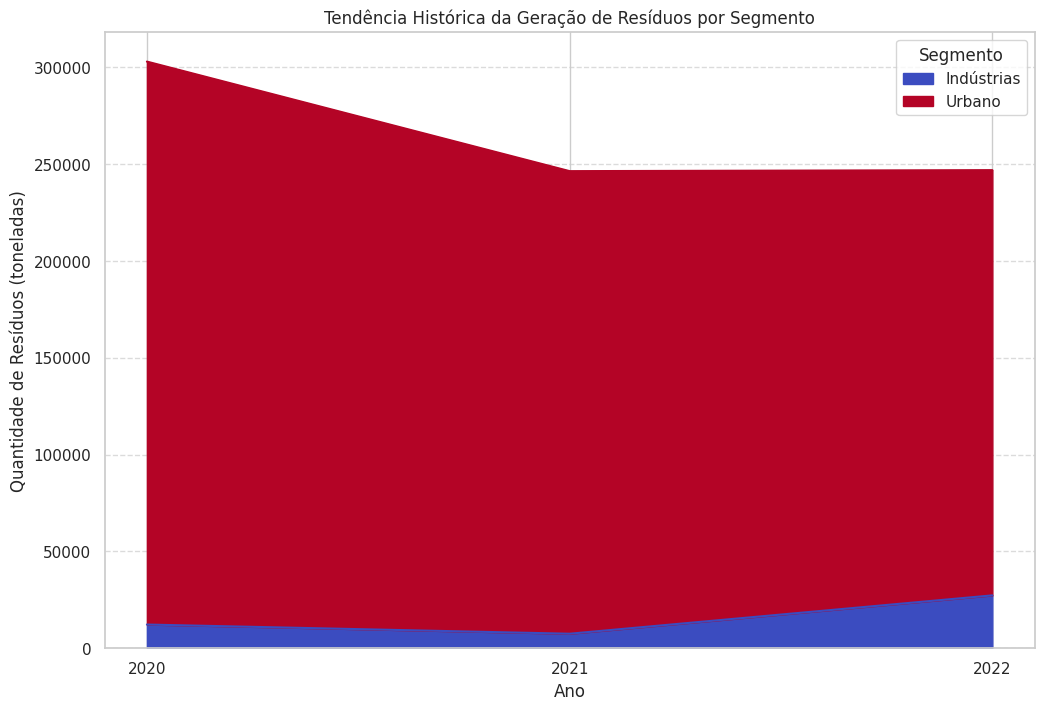 Tendência Histórica da Geração de Resíduos por Segmento
Segmento
Indústrias
Urbano
Quantidade de Resíduos (toneladas)
300000
250000
200000
150000
100000
50000
0
2020
2021
2022
Ano